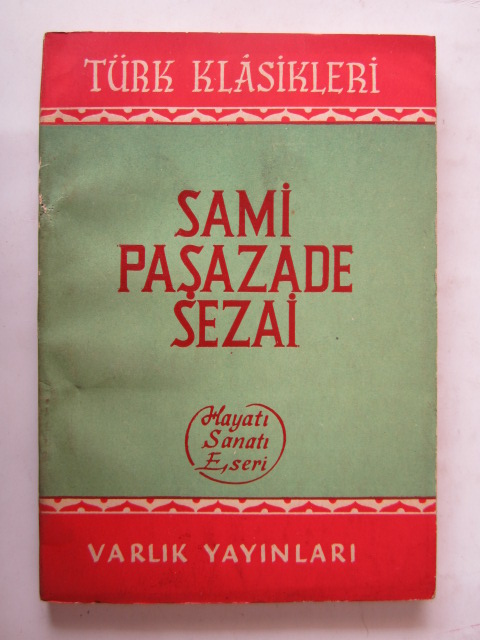 TÜRK KLÂSİKLERİ
SAMİ
PAŞAZADE
SEZAİ
Hayatı
Sanatı
Eseri
VARLIK YAYINLARI